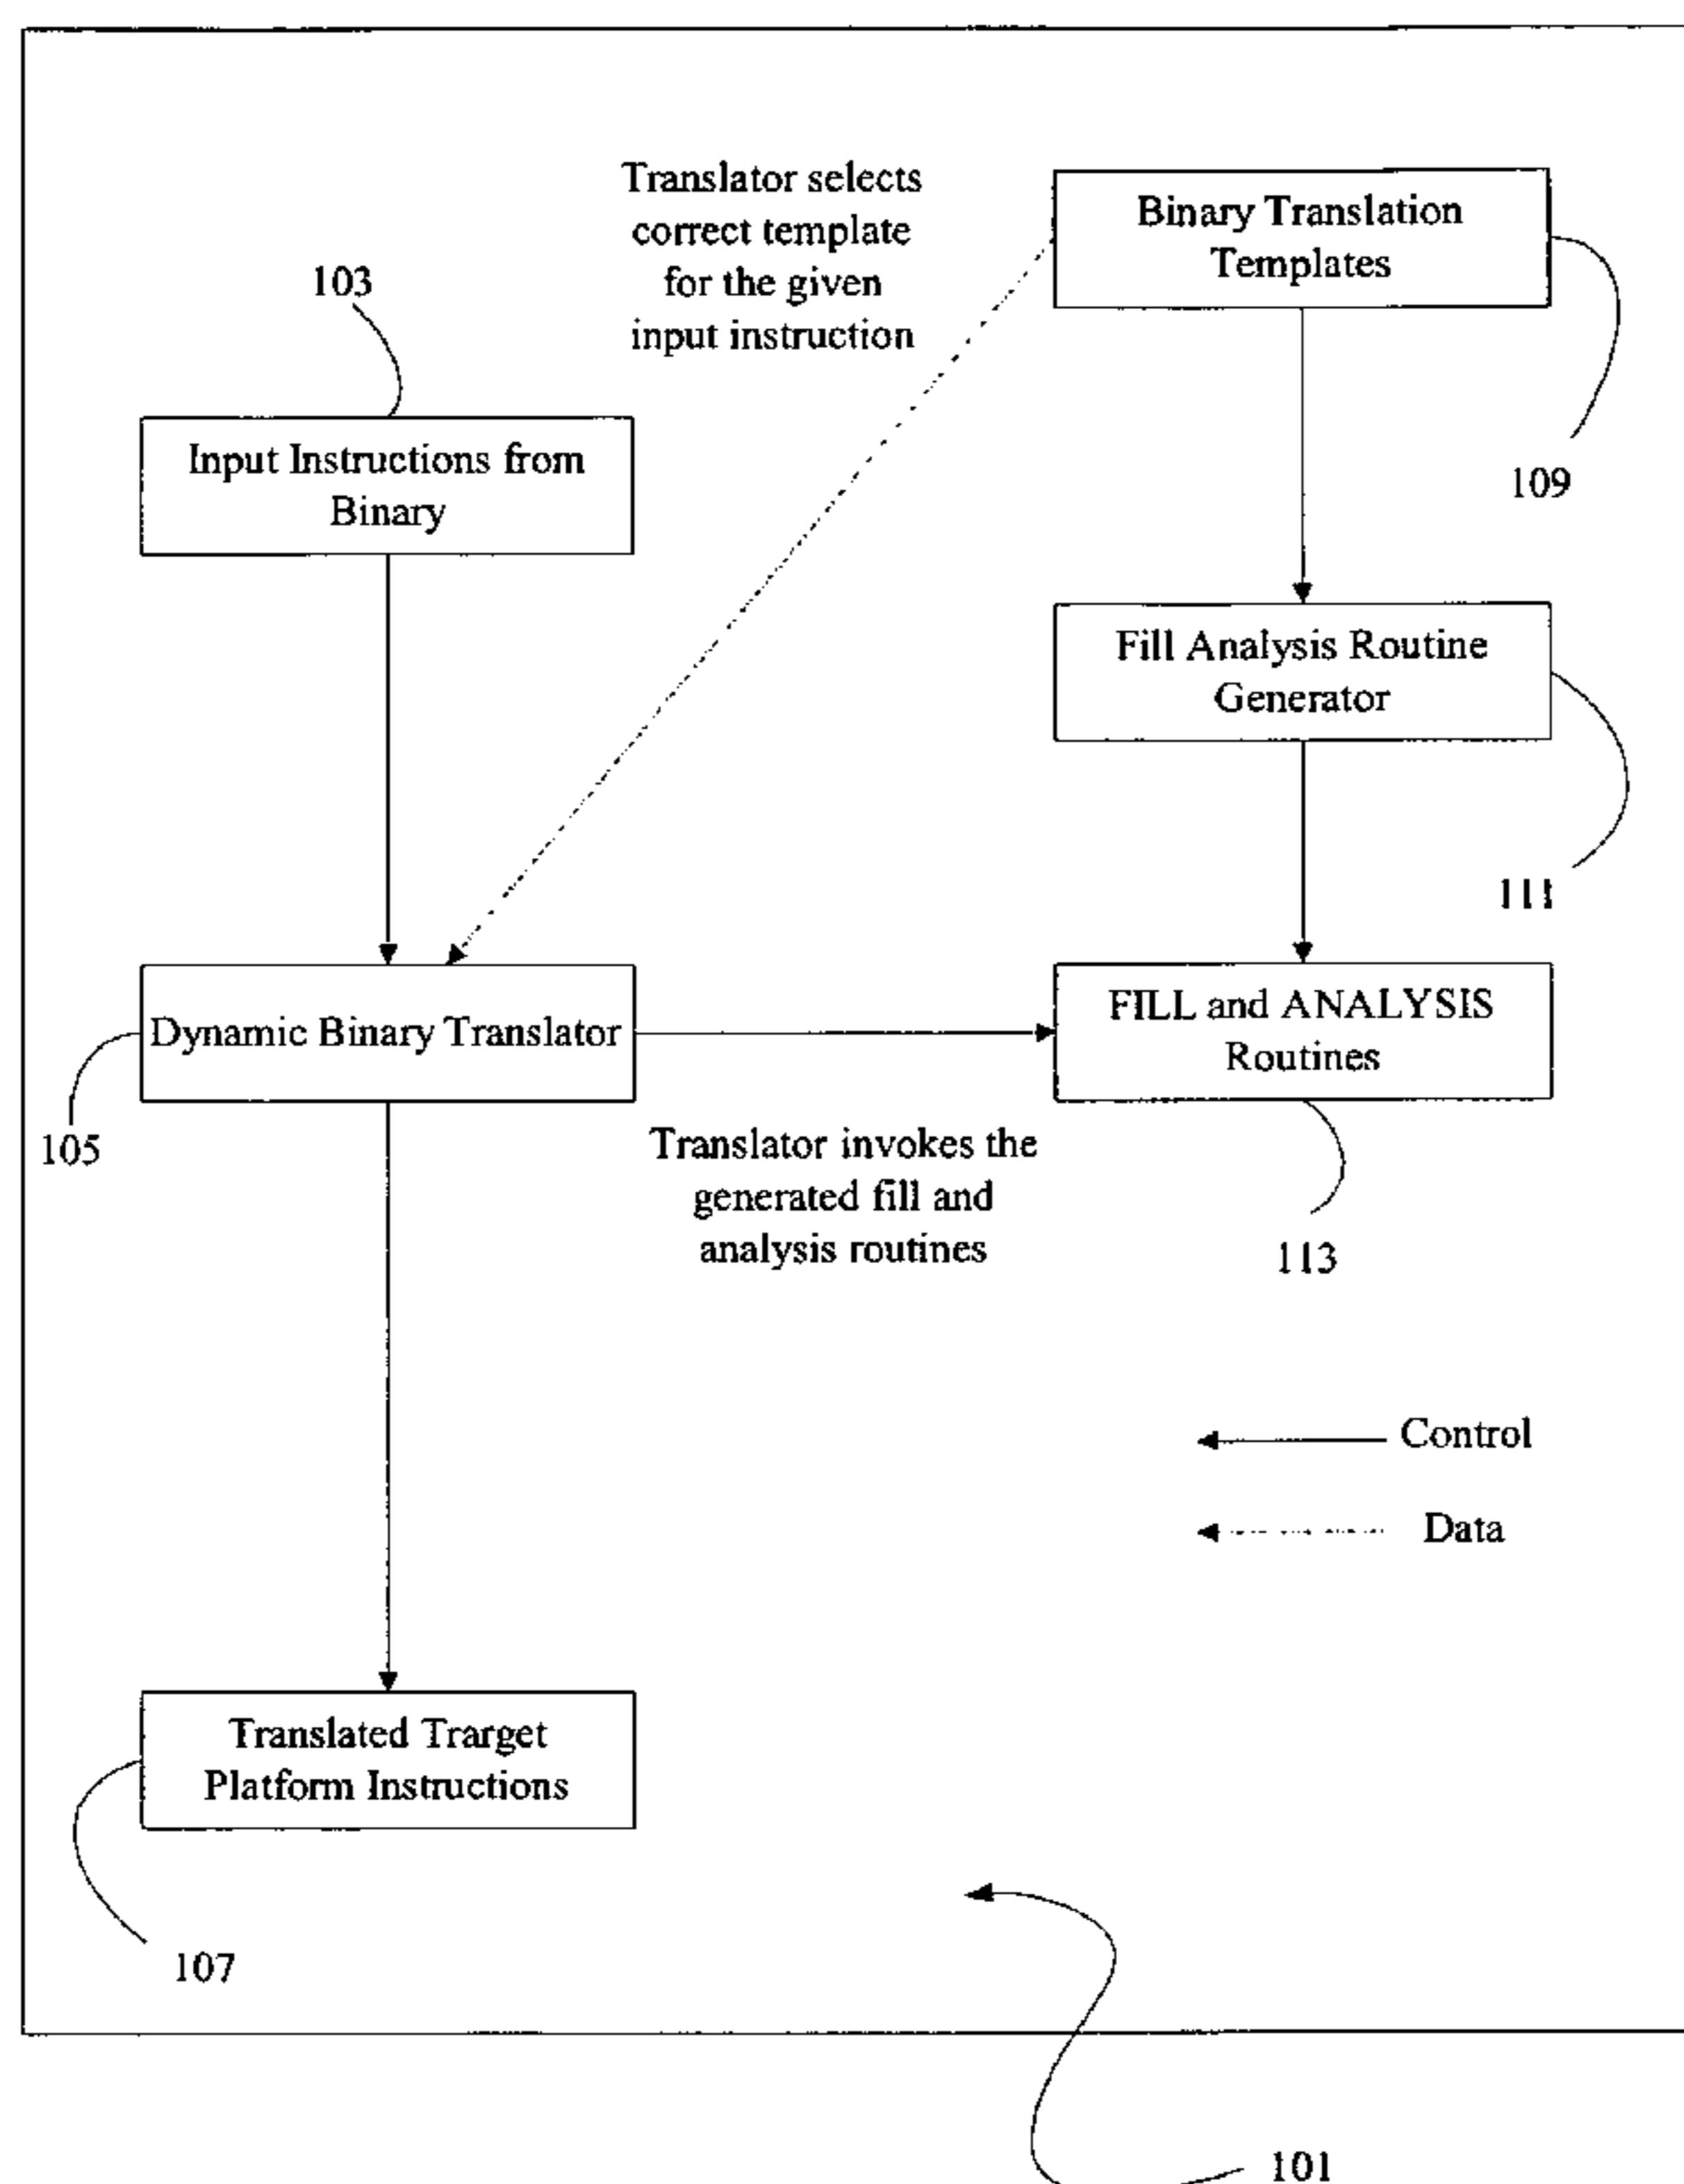 Translator selects
correct template
for the given
input instruction
Binary Translation
Templates
103
109
Input Instructions from
Binary
Fill Analysis Routine
Generator
111
Dynamic Binary Translator
FILL and ANALYSIS
Routines
105
Translator invokes the
generated fill and
analysis routines
113
Control
Data
Translated Trarget
Platform Instructions
107
101